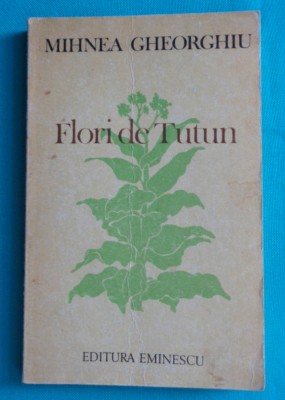 MIHNEA GHEORGHIU
Flori de Tutun
EDITURA EMINESCU